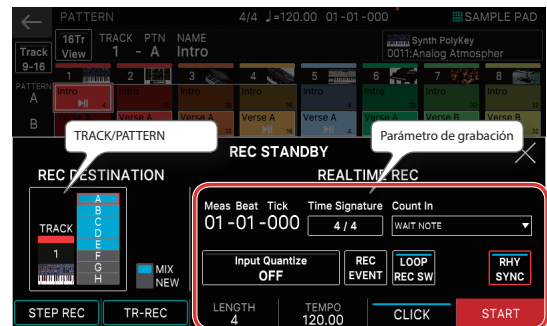 PATTERN 4/4 ♩=120.00 01-01-000 SAMPLE PAD
Track 9-16
16Tr View
TRACK PTN NAME
1 - A Intro
Synth PolyKey
0011:Analog Atmospher
1 2 3 4 5 6 7 8
PATTERN
A
Intro Intro Intro Intro Intro Intro Intro Intro
B
Verse A Verse A Verse A Verse A Verse A Verse B Verse B
TRACK/PATTERN
Parámetro de grabación
REC STANDBY
REC DESTINATION
REALTIME REC
TRACK
1
A
B
C
D
E
F
G
H
MIX
NEW
Meas Beat Tick Time Signature Count In
01-01-000 4 / 4 WAIT NOTE
Input Quantize
OFF
REC EVENT
LOOP REC SW
RHY SYNC
STEP REC TR-REC
LENGTH
4
TEMPO
120.00
CLICK START